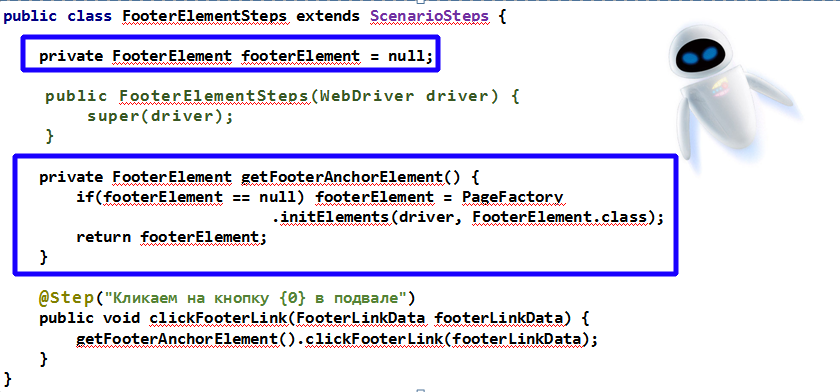 public class FooterElementSteps extends ScenarioSteps {
private FooterElement footerElement = null;
public FooterElementSteps(WebDriver driver) {
super(driver);
}
private FooterElement getFooterAnchorElement() {
if(footerElement == null) footerElement = PageFactory
.initElements(driver, FooterElement.class);
return footerElement;
}
@Step("Кликаем на кнопку {0} в подвале")
public void clickFooterLink(FooterLinkData footerLinkData) {
getFooterAnchorElement().clickFooterLink(footerLinkData);
}
}